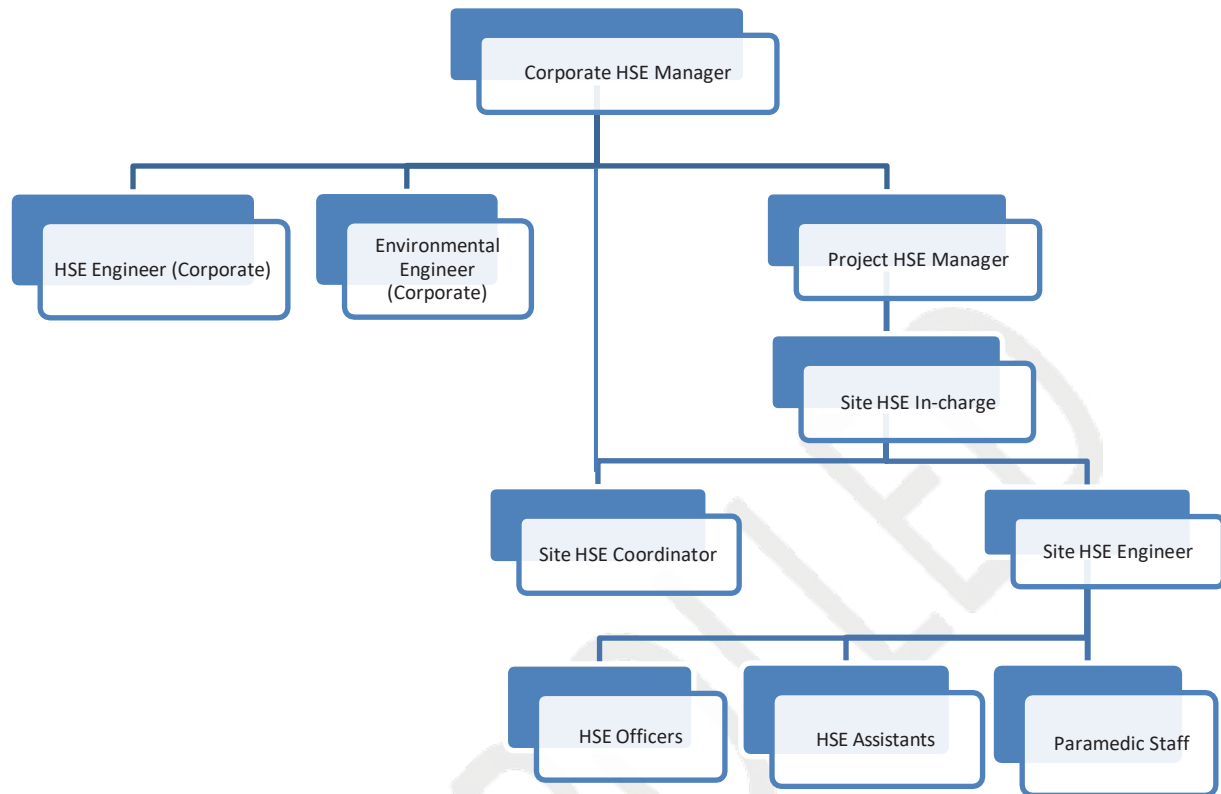 Corporate HSE Manager
HSE Engineer (Corporate)
Environmental
Engineer
(Corporate)
Project HSE Manager
Site HSE In-charge
Site HSE Coordinator
Site HSE Engineer
HSE Officers
HSE Assistants
Paramedic Staff